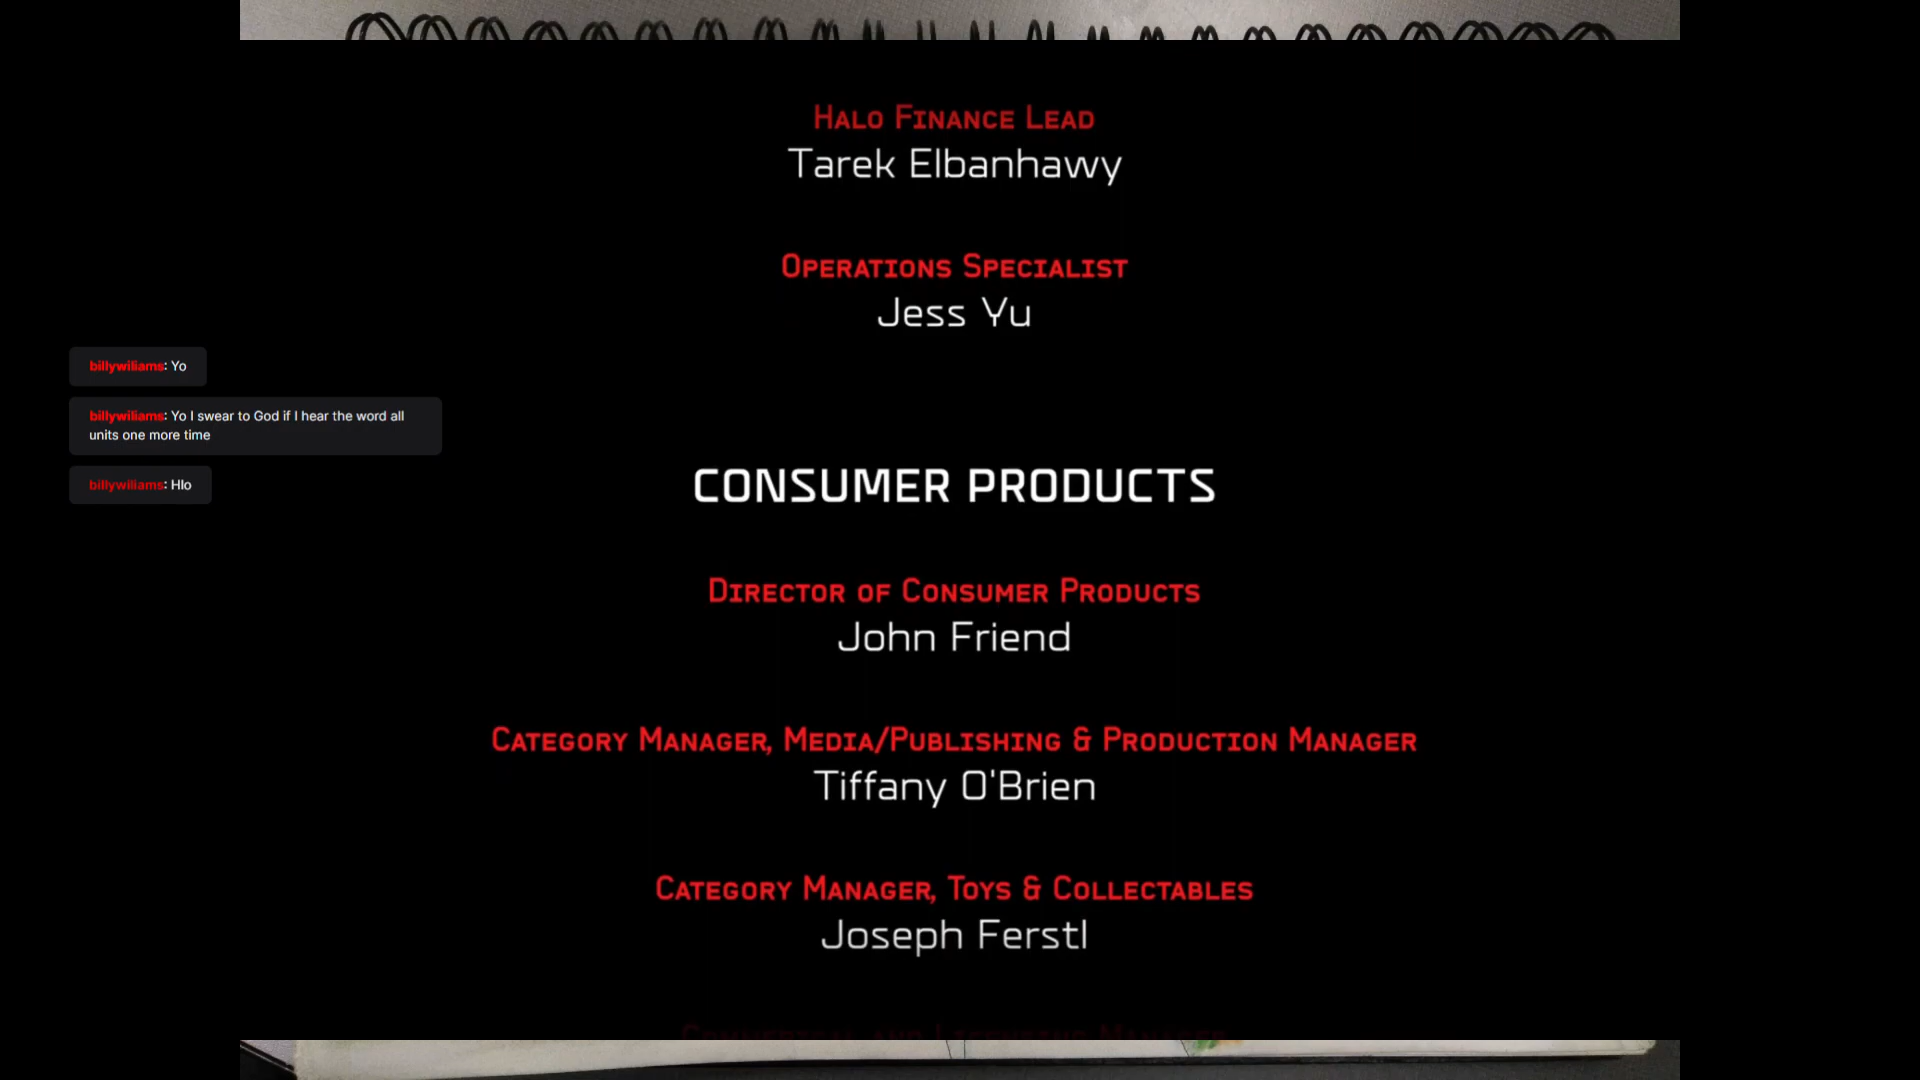 HALO FINANCE LEAD
Tarek Elbanhawy
OPERATIONS SPECIALIST
Jess Yu
billywiliams: Yo
billywiliams: Yo I swear to God if I hear the word all
units one more time
billywiliams: Hlo
CONSUMER PRODUCTS
DIRECTOR OF CONSUMER PRODUCTS
John Friend
CATEGORY MANAGER, MEDIA/PUBLISHING & PRODUCTION MANAGER
Tiffany O'Brien
CATEGORY MANAGER, TOYS & COLLECTABLES
Joseph Ferstl